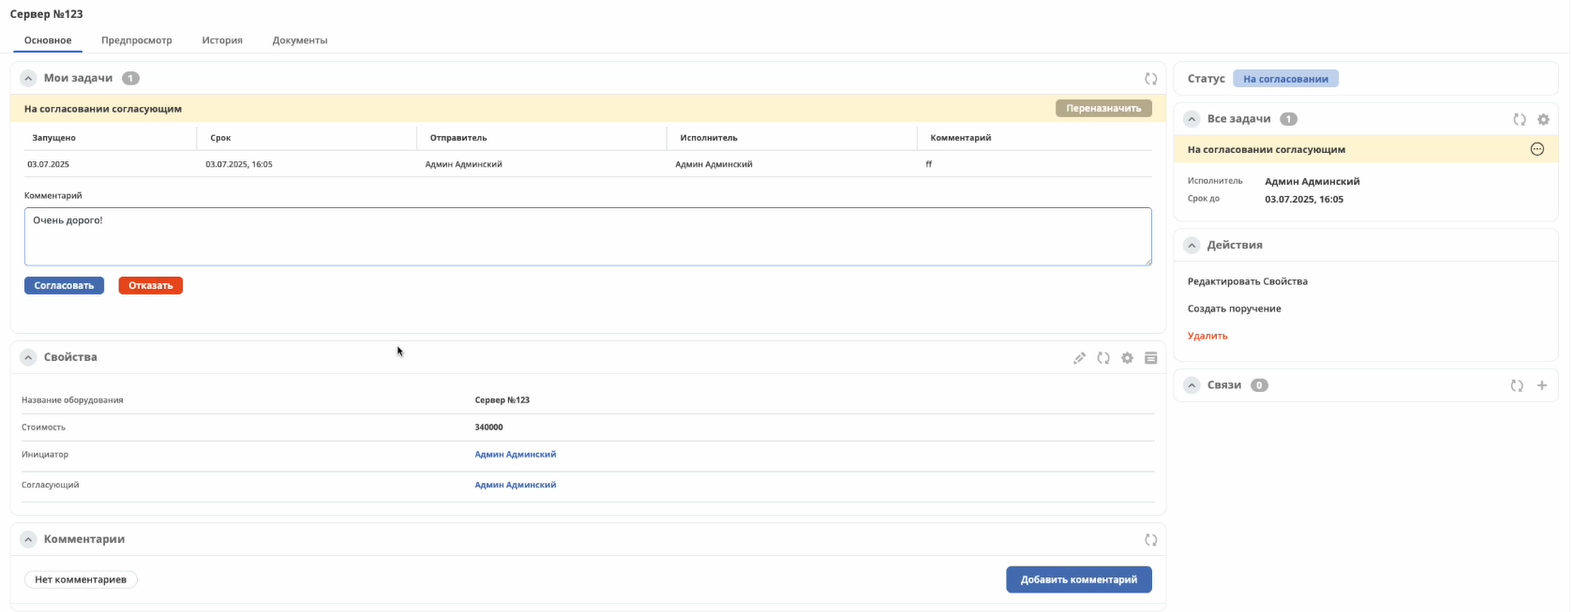 Сервер №123
Основное Предпросмотр История Документы
Мои задачи 1
На согласовании согласующим Переназначить
Запущено Срок Отправитель Исполнитель Комментарий
03.07.2025 03.07.2025, 16:05 Админ Админский Админ Админский ff
Комментарий
Очень дорого!
Согласовать Отказать
Свойства
Название оборудования Сервер №123
Стоимость 340000
Инициатор Админ Админский
Согласующий Админ Админский
Комментарии
Нет комментариев Добавить комментарий
Статус На согласовании
Все задачи 1
На согласовании согласующим
Исполнитель Админ Админский
Срок до 03.07.2025, 16:05
Действия
Редактировать Свойства
Создать поручение
Удалить
Связи 0